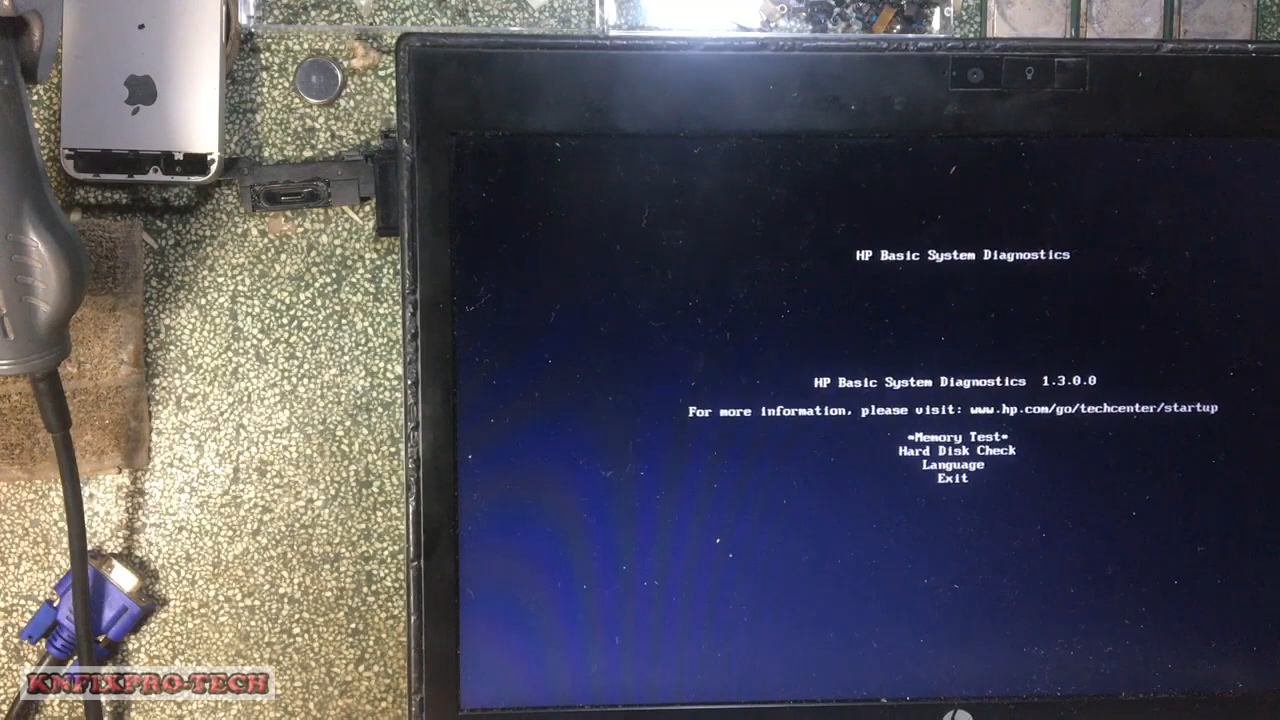 HP Basic System Diagnostics
HP Basic System Diagnostics 1.3.0.0
For more information, please visit: www.hp.com/go/techcenter/startup
*Memory Test*
Hard Disk Check
Language
Exit
KNFIXPRO-TECH